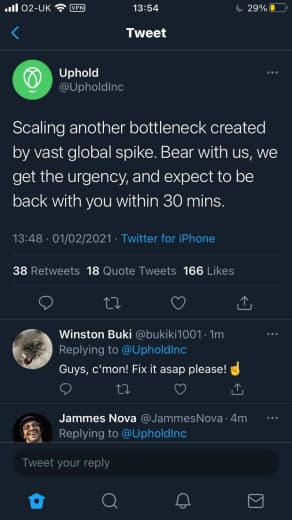 O2-UK VPN 13:54 29%
Tweet
Uphold
@UpholdInc
Scaling another bottleneck created
by vast global spike. Bear with us, we
get the urgency, and expect to be
back with you within 30 mins.
13:48 · 01/02/2021 · Twitter for iPhone
38 Retweets 18 Quote Tweets 166 Likes
Winston Buki @bukiki1001 · 1m
Replying to @UpholdInc
Guys, c'mon! Fix it asap please!☝
Jammes Nova @JammesNova · 4m
Replying to @UpholdInc
Tweet your reply